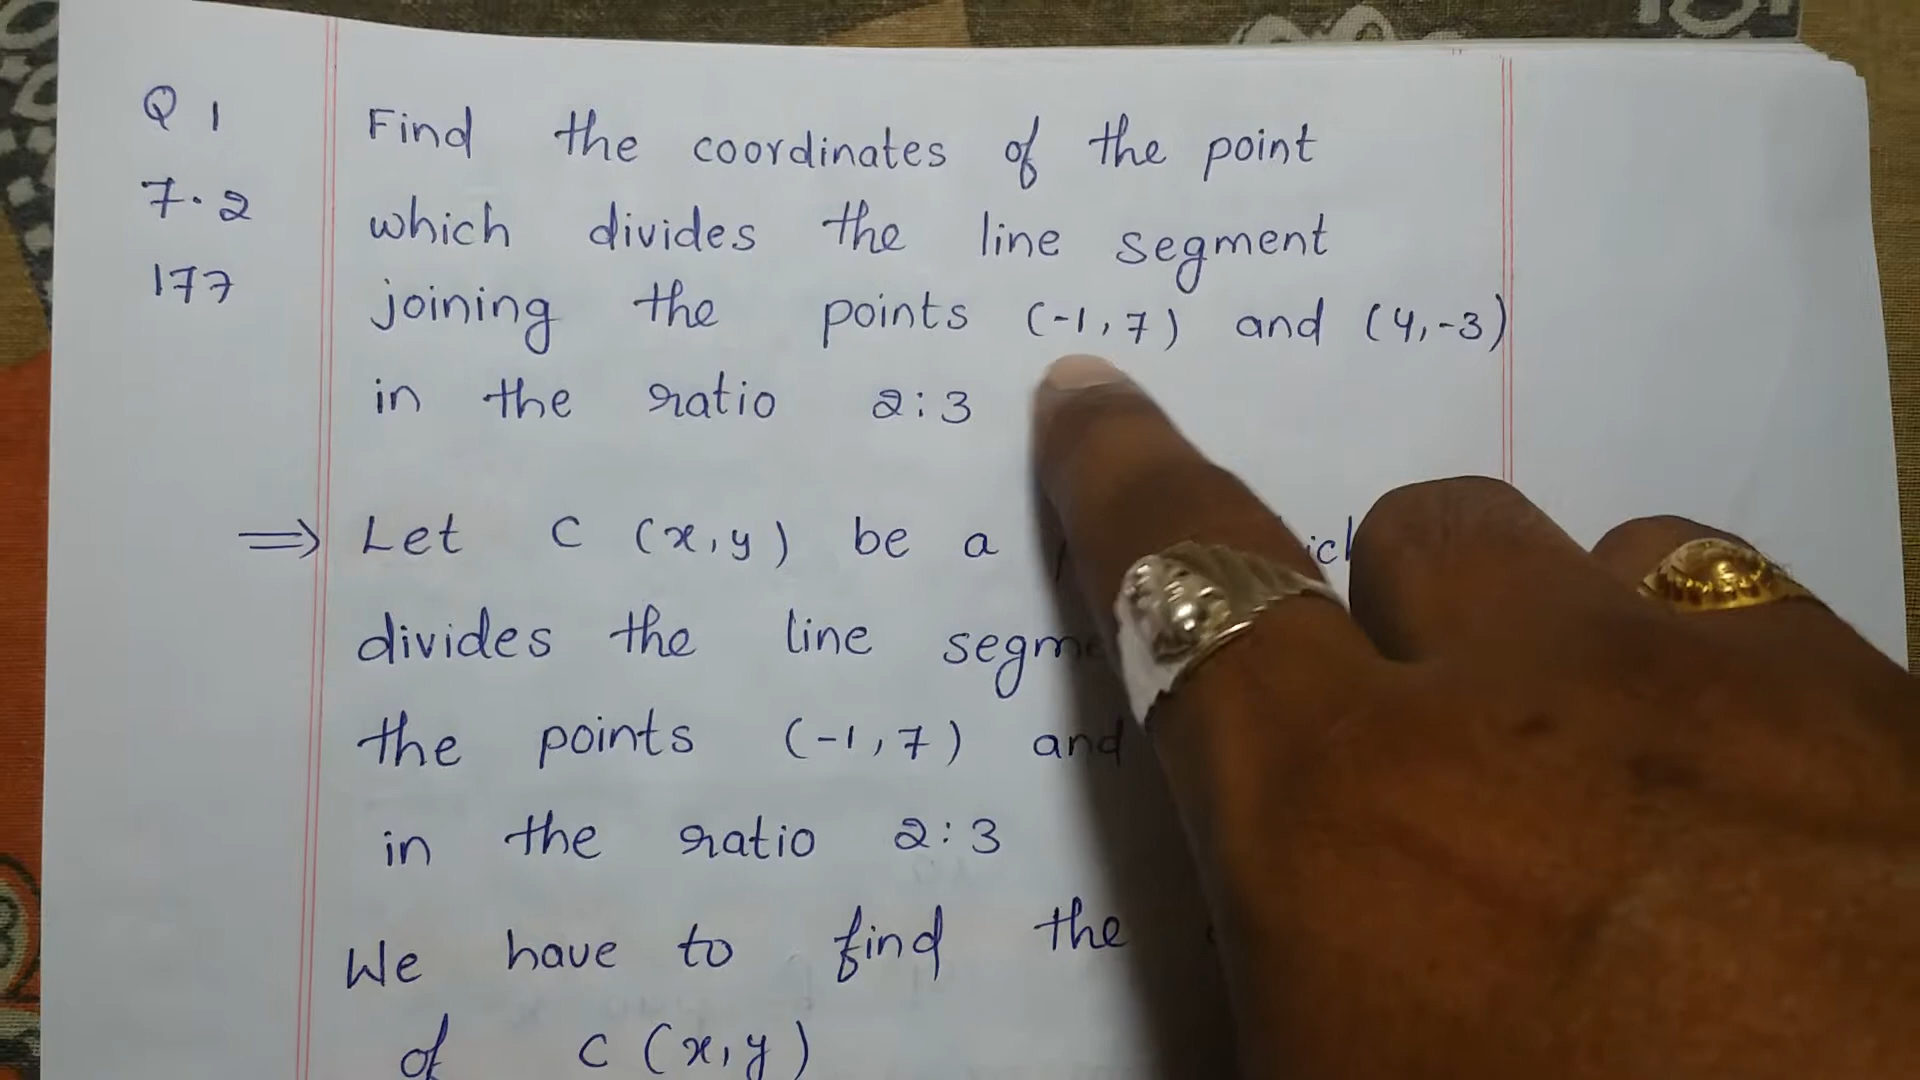 Q 1
7.2
177
Find the coordinates of the point
which divides the line segment
joining the points (-1,7) and (4,-3)
in the ratio 2:3
⇒ Let C (x,y) be a
divides the line
the points (-1,7) and
in the ratio 2:3
We have to find the
of C (x,y)